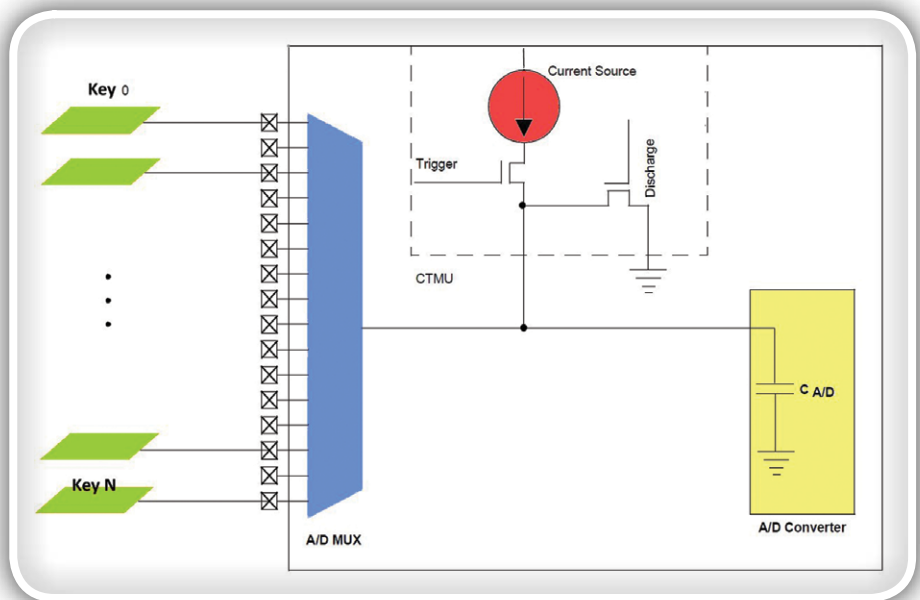 Key 0
Current Source
Trigger
Discharge
CTMU
C A/D
Key N
A/D MUX
A/D Converter